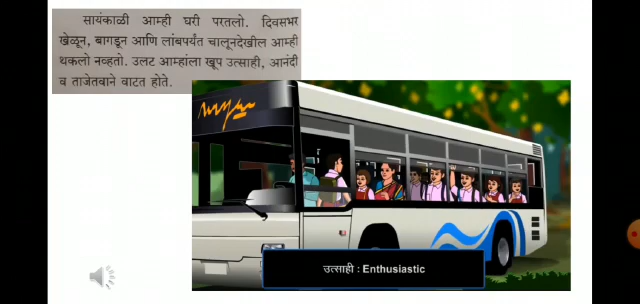 सायंकाळी आम्ही घरी परतलो. दिवसभर
खेळून, बागडून आणि लांबपर्यंत चालूनदेखील आम्ही
थकलो नव्हतो. उलट आम्हांला खूप उत्साही, आनंदी
व ताजेतवाने वाटत होते.
उत्साही : Enthusiastic